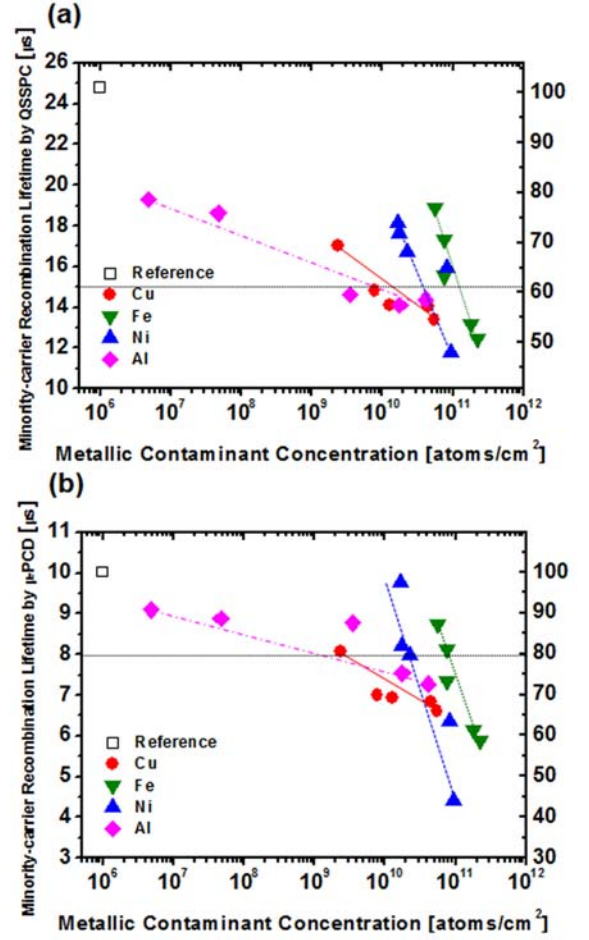 (a)
Minority-carrier Recombination Lifetime by QSSPC [μs]
26
24
22
20
18
16
14
12
10
100
90
80
70
60
50
Reference
Cu
Fe
Ni
Al
10⁶ 10⁷ 10⁸ 10⁹ 10¹⁰ 10¹¹ 10¹²
Metallic Contaminant Concentration [atoms/cm²]
(b)
Minority-carrier Recombination Lifetime by μ-PCD [μs]
11
10
9
8
7
6
5
4
3
100
90
80
70
60
50
40
30
Reference
Cu
Fe
Ni
Al
10⁶ 10⁷ 10⁸ 10⁹ 10¹⁰ 10¹¹ 10¹²
Metallic Contaminant Concentration [atoms/cm²]